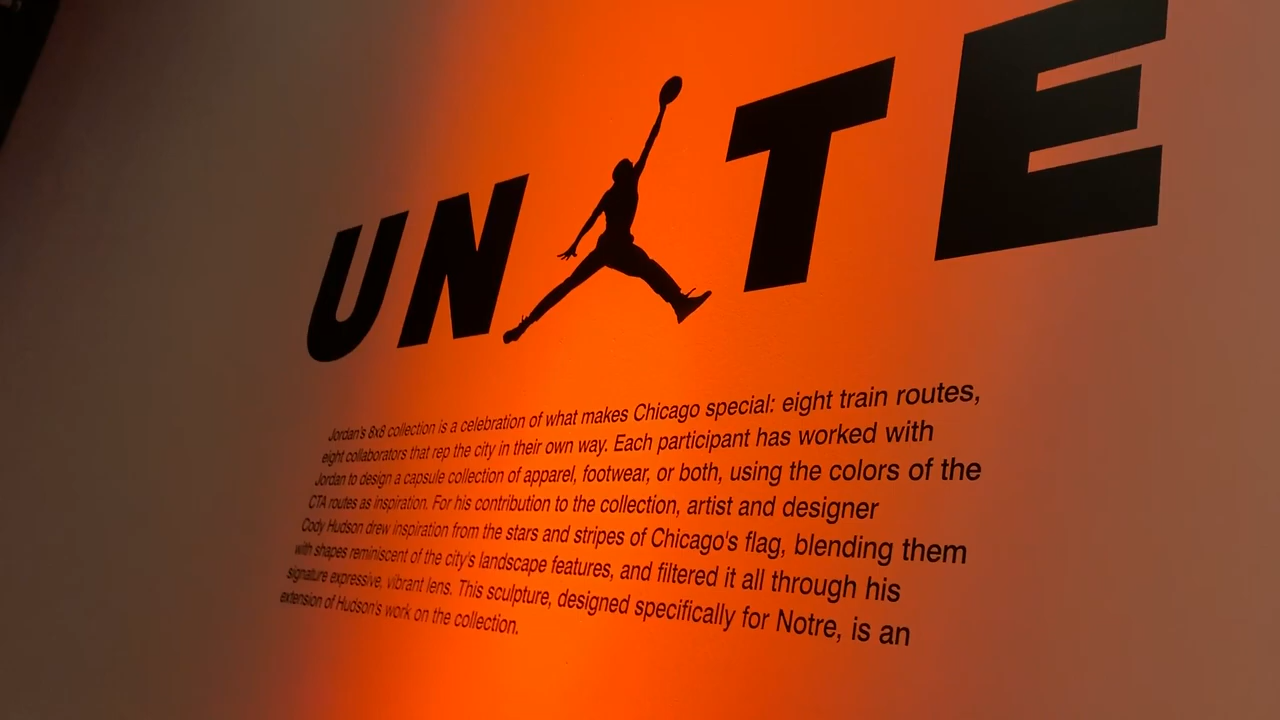 UN TE
Jordan's 8x8 collection is a celebration of what makes Chicago special: eight train routes,
eight collaborators that rep the city in their own way. Each participant has worked with
Jordan to design a capsule collection of apparel, footwear, or both, using the colors of the
CTA routes as inspiration. For his contribution to the collection, artist and designer
Cody Hudson drew inspiration from the stars and stripes of Chicago's flag, blending them
with shapes reminiscent of the city's landscape features, and filtered it all through his
signature expressive, vibrant lens. This sculpture, designed specifically for Notre, is an
extension of Hudson's work on the collection.